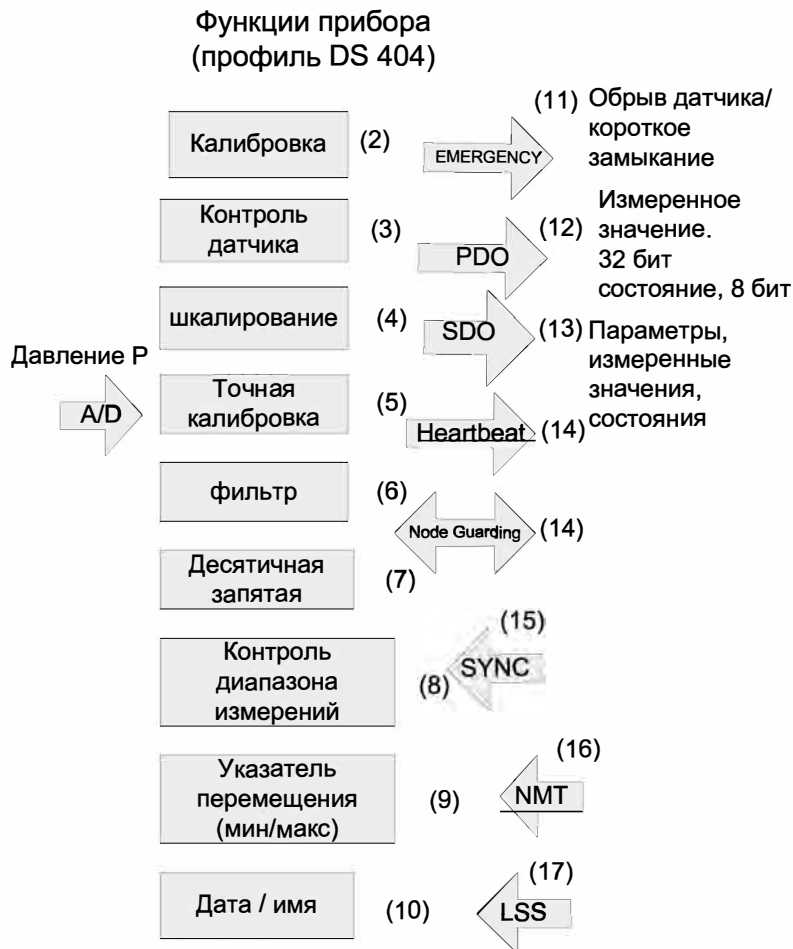 Функции прибора
(профиль DS 404)
(11) Обрыв датчика/
короткое
замыкание
Калибровка (2) EMERGENCY
Контроль
датчика
(3) PDO (12) Измеренное
значение.
32 бит
состояние, 8 бит
шкалирование (4) SDO (13) Параметры,
измеренные
значения,
состояния
Давление P
A/D
Точная
калибровка
(5) Heartbeat (14)
фильтр (6)
Node Guarding (14)
Десятичная
запятая
(7)
(15)
Контроль
диапазона
измерений
(8) SYNC
(16)
Указатель
перемещения
(мин/макс)
(9) NMT
(17)
Дата / имя (10) LSS